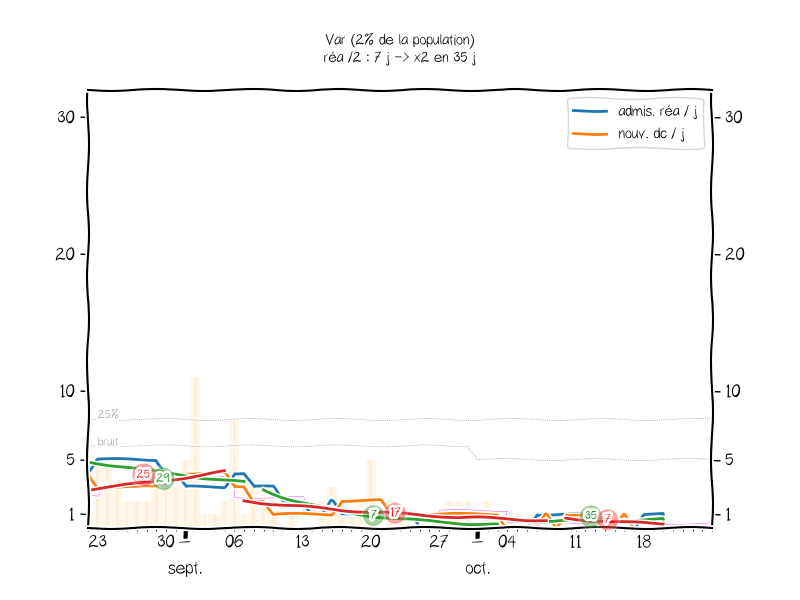 Var (2% de la population)
réa /2 : 7 j -> x2 en 35 j
admis. réa / j
nouv. dc / j
30 30
20 20
10 10
25%
bruit
5 5
25 29 7 17 35 7
1 1
23 30 06 13 20 27 04 11 18
sept. oct.